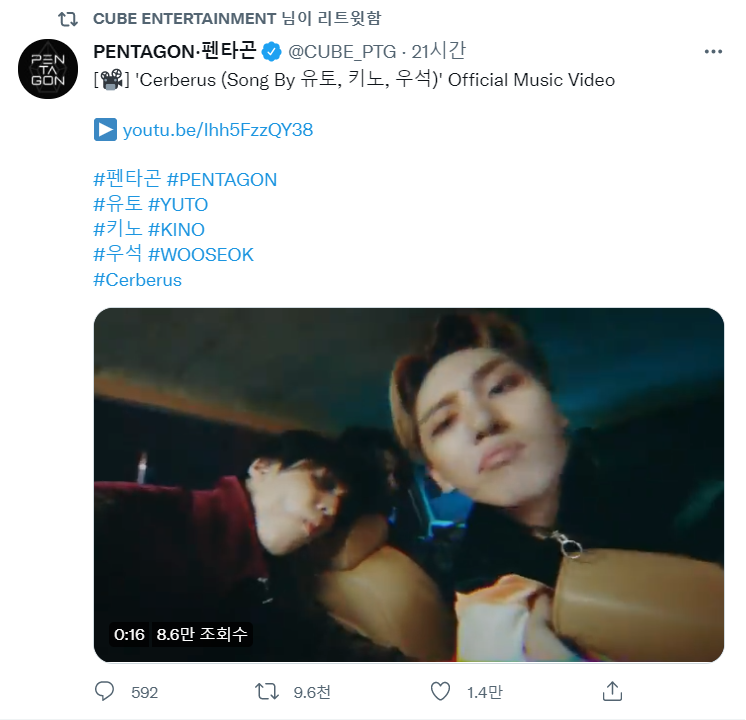 CUBE ENTERTAINMENT 님이 리트윗함
PENTAGON·펜타곤 @CUBE_PTG · 21시간
PEN
TA
GON
[🎥] 'Cerberus (Song By 유토, 키노, 우석)' Official Music Video
youtu.be/Ihh5FzzQY38
#펜타곤 #PENTAGON
#유토 #YUTO
#키노 #KINO
#우석 #WOOSEOK
#Cerberus
0:16 8.6만 조회수
592 9.6천 1.4만